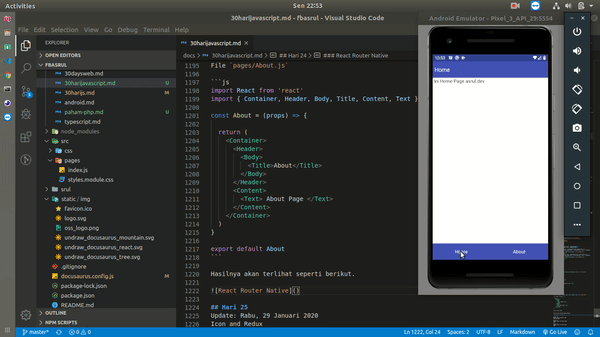 Activities
Sen 22∶53
30harijavascript.md - fbasrul - Visual Studio Code
File Edit Selection View Go Debug Terminal Help
EXPLORER
OPEN EDITORS
FBASRUL
30daysweb.md
30harijavascript.md U
30harijs.md M
android.md
paham-php.md U
typescript.md
node_modules
src
css
pages
index.js
styles.module.css
srul
static / img
favicon.ico
logo.svg
oss_logo.png
undraw_docusaurus_mountain.svg
undraw_docusaurus_react.svg
undraw_docusaurus_tree.svg
.gitignore
docusaurus.config.js M
package-lock.json
package.json
README.md
OUTLINE
NPM SCRIPTS
30harijavascript.md
docs > 30harijavascript.md > ## Hari 24 > ### React Router Native
1195 File `pages/About.js`
1196
1197 ```js
1198 import React from 'react'
1199 import { Container, Header, Body, Title, Content, Text }
1200
1201 const About = (props) => {
1202
1203 return (
1204 <Container>
1205 <Header>
1206 <Body>
1207 <Title>About</Title>
1208 </Body>
1209 </Header>
1210 <Content>
1211 <Text> About Page </Text>
1212 </Content>
1213 </Container>
1214 )
1215 }
1216
1217 export default About
1218 ```
1219
1220 Hasilnya akan terlihat seperti berikut.
1221
1222 ![React Router Native]()
1223
1224 ## Hari 25
1225 Update: Rabu, 29 Januari 2020
1226 Icon and Redux
Android Emulator - Pixel_3_API_29:5554
10:53
Home
Ini Home Page
Home
About
master*
0 0
Ln 1222, Col 24
Spaces: 2
UTF-8
LF
Markdown
Go Live